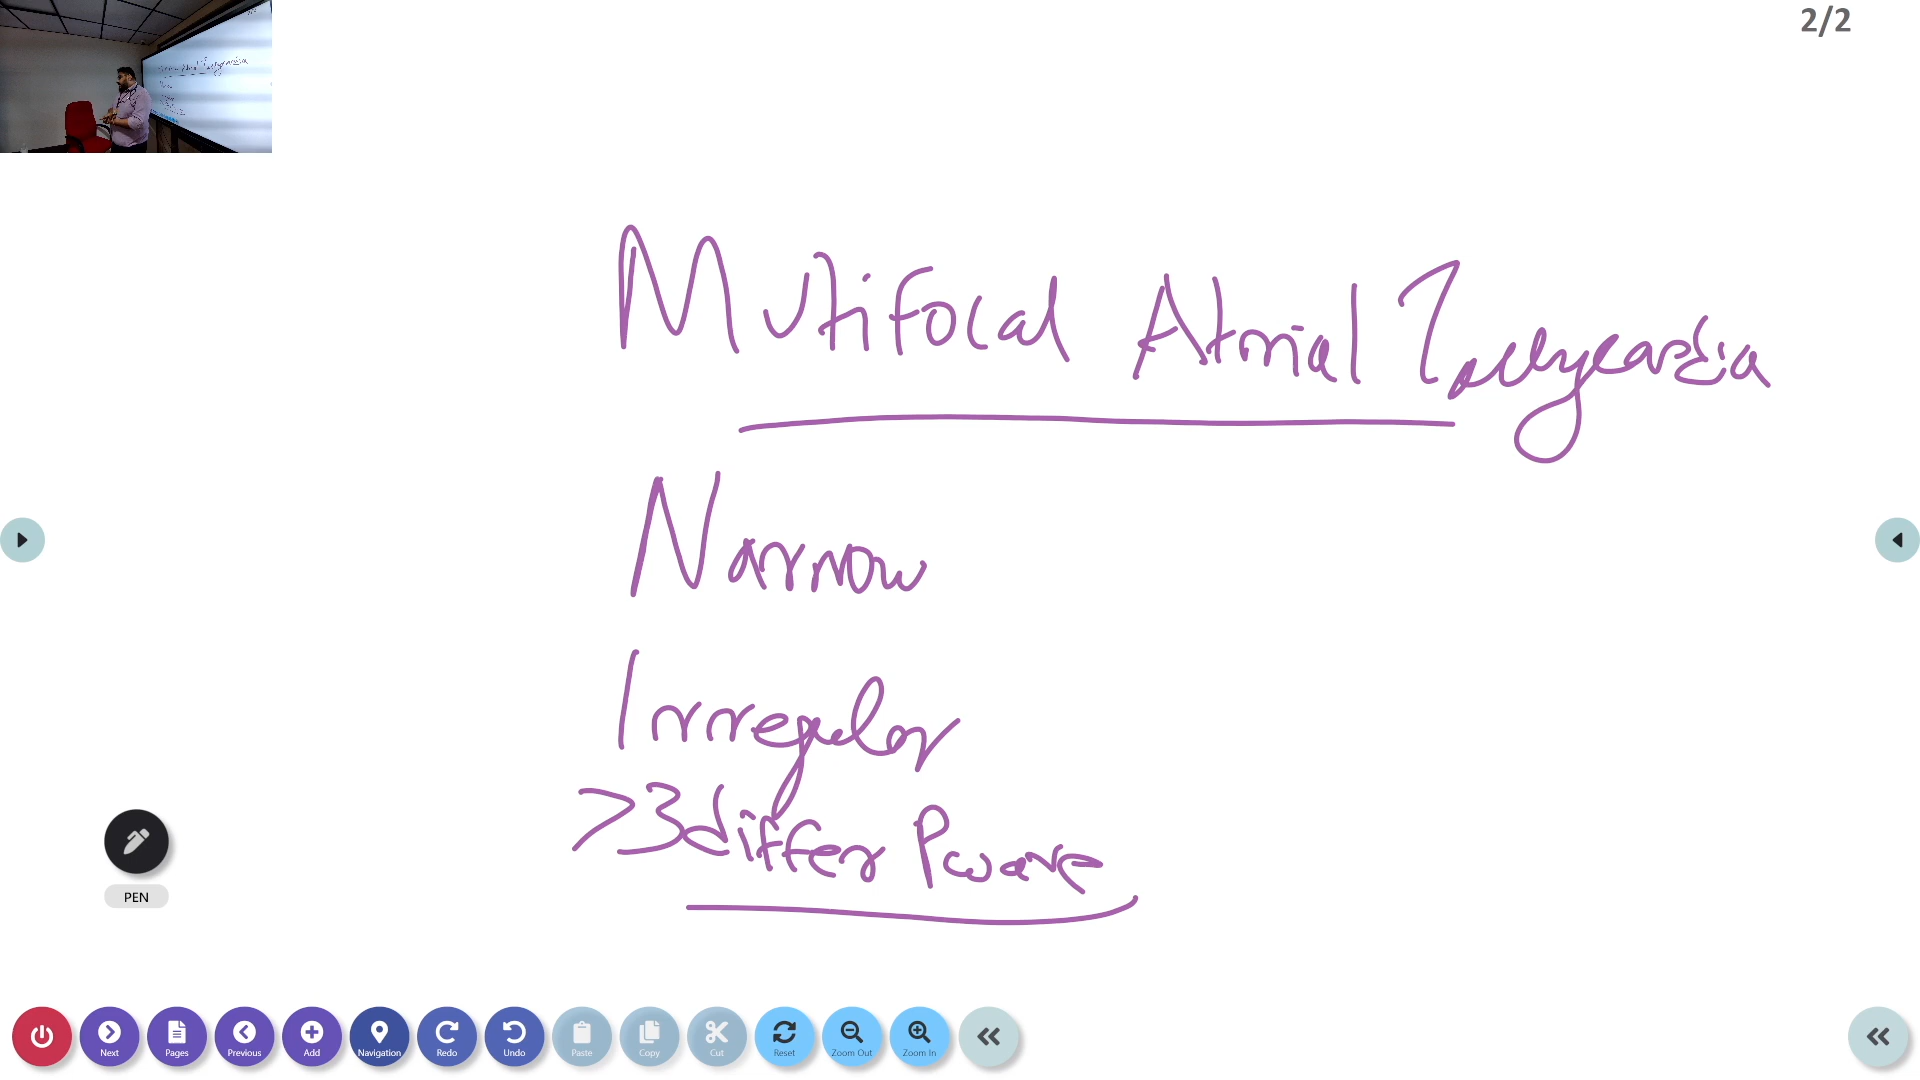 2/2
Mutifocal Atrial Tachycardia
Narrow
Irregular
>3 differ P wave
PEN
Next
Pages
Previous
Add
Navigation
Redo
Undo
Paste
Copy
Cut
Reset
Zoom Out
Zoom In